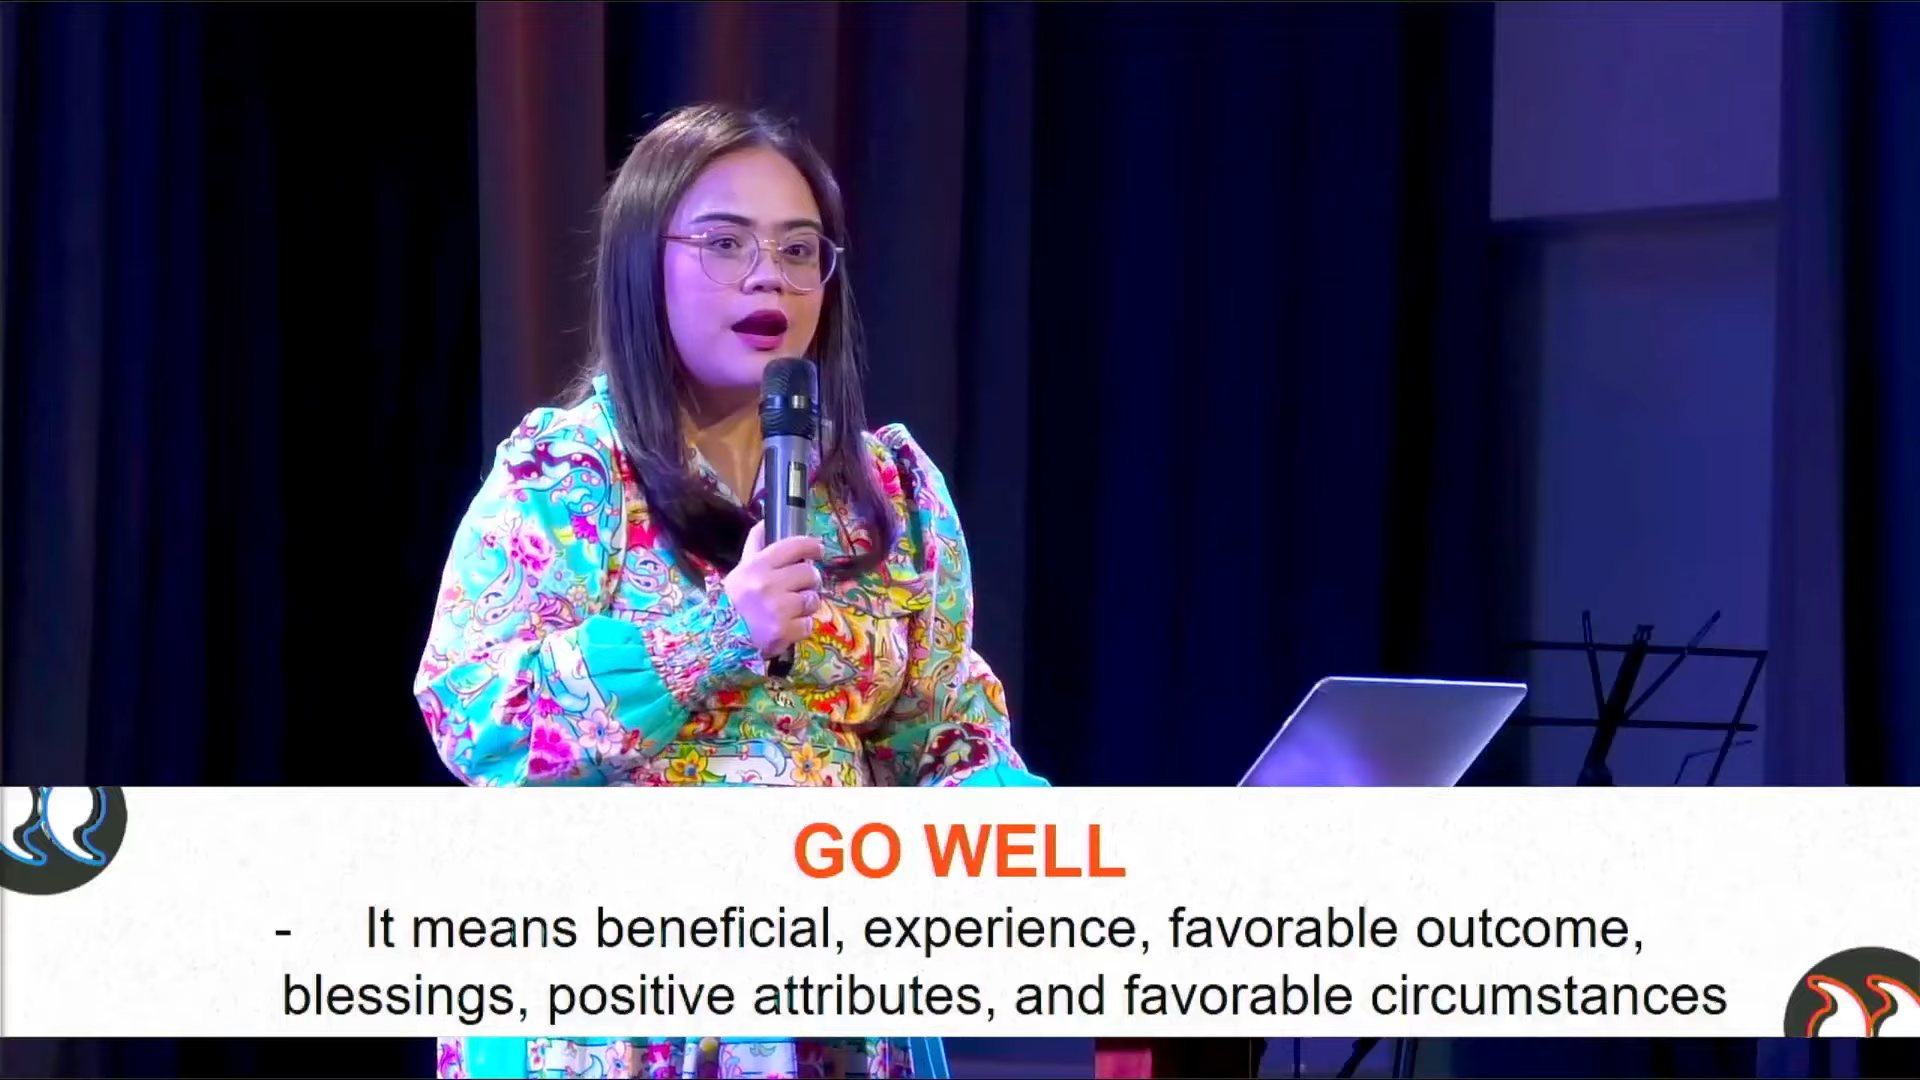 GO WELL
- It means beneficial, experience, favorable outcome,
blessings, positive attributes, and favorable circumstances